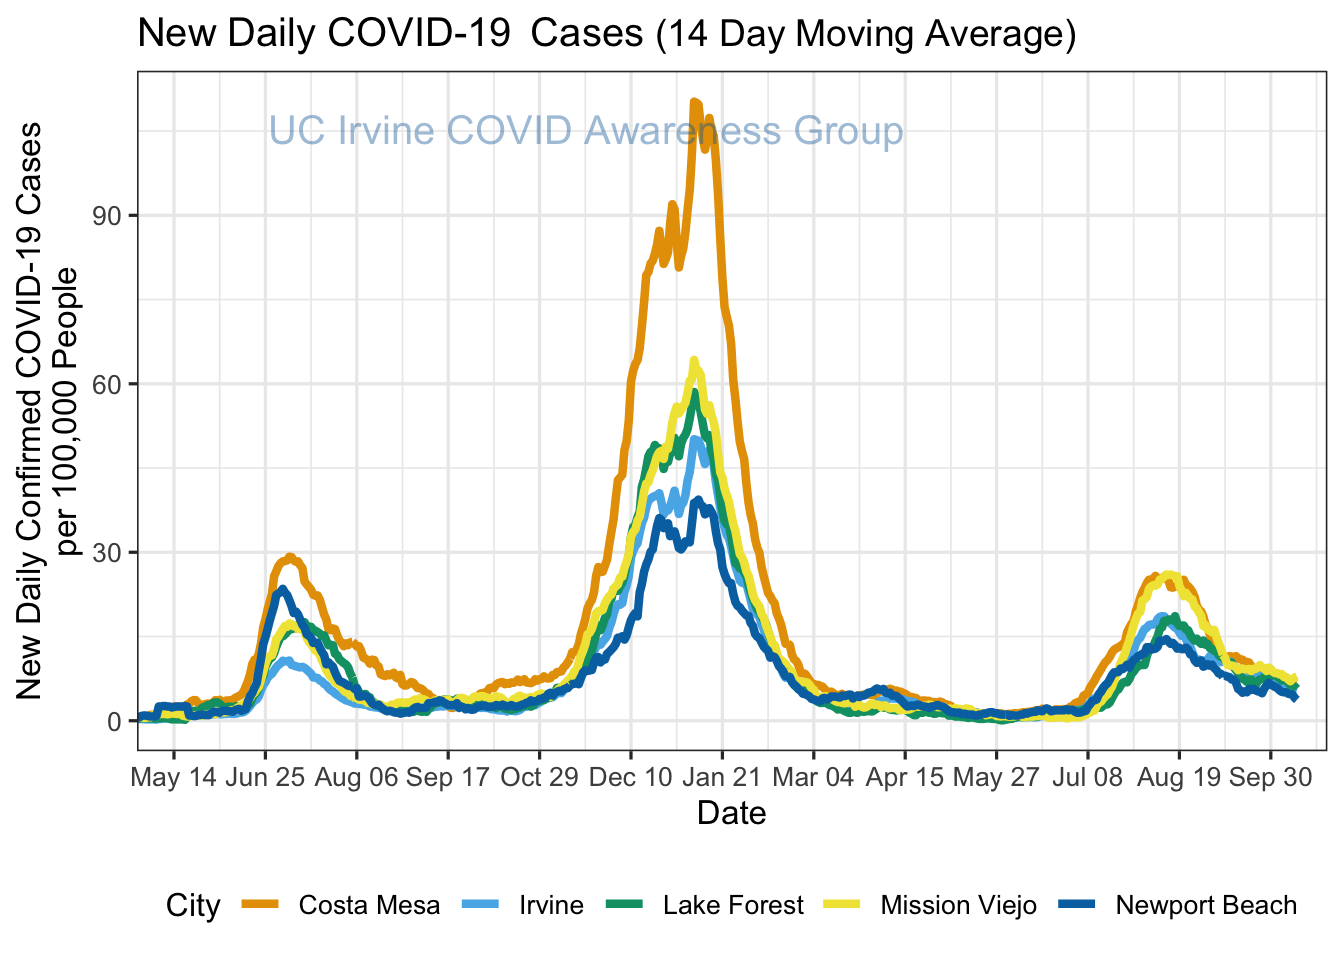 New Daily COVID-19  Cases (14 Day Moving Average)
UC Irvine COVID Awareness Group
New Daily Confirmed COVID-19 Cases
per 100,000 People
90
60
30
0
May 14 Jun 25 Aug 06 Sep 17 Oct 29 Dec 10 Jan 21 Mar 04 Apr 15 May 27 Jul 08 Aug 19 Sep 30
Date
City Costa Mesa Irvine Lake Forest Mission Viejo Newport Beach